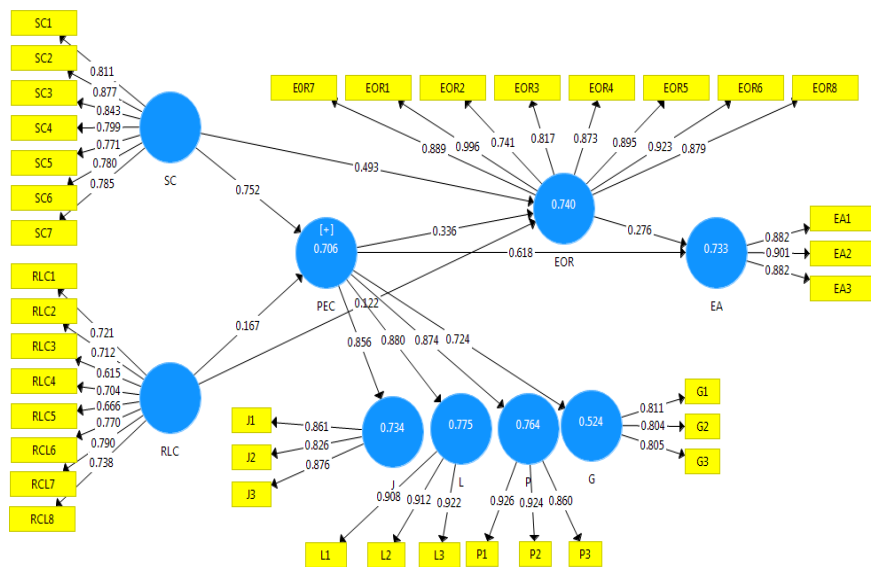 SC1
SC2
SC3
SC4
SC5
SC6
SC7
0.811
0.877
0.843
0.799
0.771
0.780
0.785
SC
E0R7
EOR1
EOR2
EOR3
EOR4
EOR5
EOR6
EOR8
0.889
0.996
0.741
0.817
0.873
0.895
0.923
0.879
0.493
0.752
0.740
EOR
[+]
0.706
PEC
0.336
0.618
0.276
0.733
EA
0.882
0.901
0.882
EA1
EA2
EA3
RLC1
RLC2
RLC3
RLC4
RLC5
RCL6
RCL7
RCL8
0.721
0.712
0.615
0.704
0.666
0.770
0.790
0.738
RLC
0.167
0.122
0.856
0.880
0.874
0.724
0.734
J
0.775
L
0.764
P
0.524
G
J1
J2
J3
0.861
0.826
0.876
0.908
0.912
0.922
L1
L2
L3
0.926
0.924
0.860
P1
P2
P3
0.811
0.804
0.805
G1
G2
G3